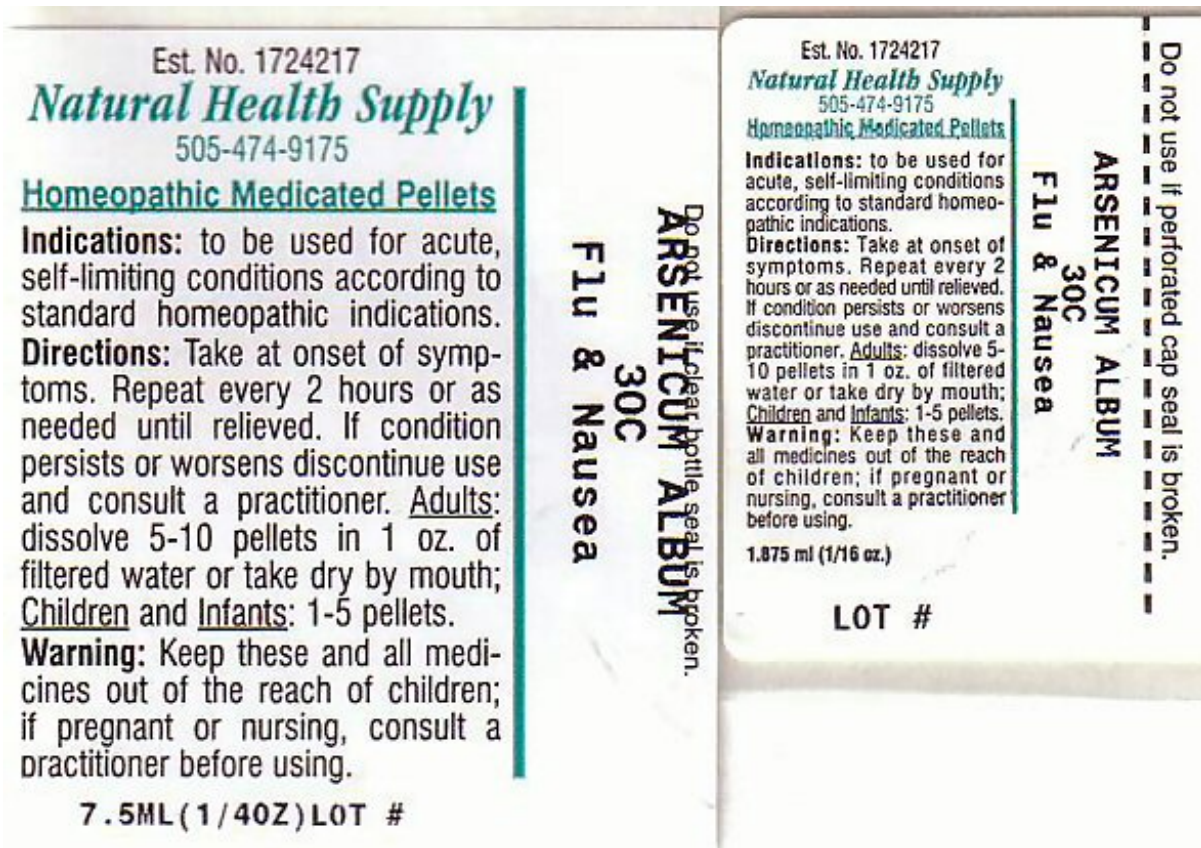 Est. No. 1724217
Natural Health Supply
505-474-9175
Homeopathic Medicated Pellets
Indications: to be used for acute,
self-limiting conditions according to
standard homeopathic indications.
Directions: Take at onset of symp-
toms. Repeat every 2 hours or as
needed until relieved. If condition
persists or worsens discontinue use
and consult a practitioner. Adults:
dissolve 5-10 pellets in 1 oz. of
filtered water or take dry by mouth;
Children and Infants: 1-5 pellets.
Warning: Keep these and all medi-
cines out of the reach of children;
if pregnant or nursing, consult a
practitioner before using.
7.5ML(1/4OZ)LOT #
Do not use if clear bottle seal is broken.
ARSENICUM ALBUM
30C
Flu & Nausea
Est. No. 1724217
Natural Health Supply
505-474-9175
Homeopathic Medicated Pellets
Indications: to be used for
acute, self-limiting conditions
according to standard homeo-
pathic indications.
Directions: Take at onset of
symptoms. Repeat every 2
hours or as needed until relieved.
If condition persists or worsens
discontinue use and consult a
practitioner. Adults: dissolve 5-
10 pellets in 1 oz. of filtered
water or take dry by mouth;
Children and Infants: 1-5 pellets.
Warning: Keep these and
all medicines out of the reach
of children; if pregnant or
nursing, consult a practitioner
before using.
1.875 ml (1/16 oz.)
LOT #
ARSENICUM ALBUM
30C
Flu & Nausea
Do not use if perforated cap seal is broken.